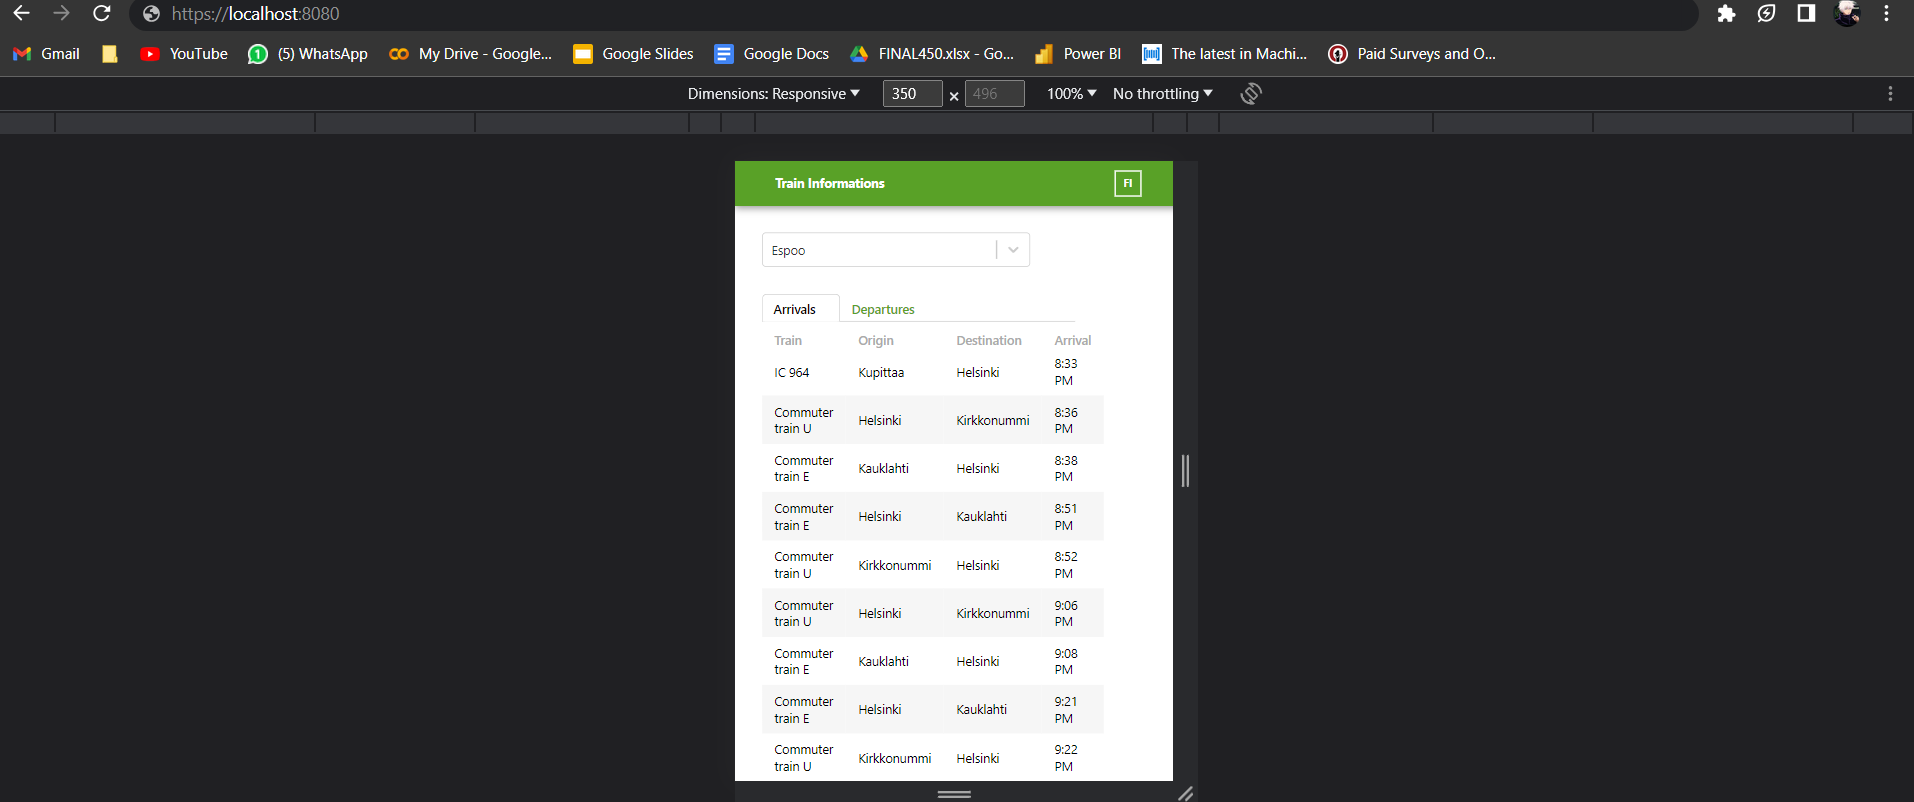 https://localhost:8080
Gmail YouTube (5) WhatsApp My Drive - Google... Google Slides Google Docs FINAL450.xlsx - Go... Power BI The latest in Machi... Paid Surveys and O...
Dimensions: Responsive 350 × 496 100% No throttling
Train Informations FI
Espoo
Arrivals Departures
Train Origin Destination Arrival
IC 964 Kupittaa Helsinki 8:33 PM
Commuter train U Helsinki Kirkkonummi 8:36 PM
Commuter train E Kauklahti Helsinki 8:38 PM
Commuter train E Helsinki Kauklahti 8:51 PM
Commuter train U Kirkkonummi Helsinki 8:52 PM
Commuter train U Helsinki Kirkkonummi 9:06 PM
Commuter train E Kauklahti Helsinki 9:08 PM
Commuter train E Helsinki Kauklahti 9:21 PM
Commuter train U Kirkkonummi Helsinki 9:22 PM